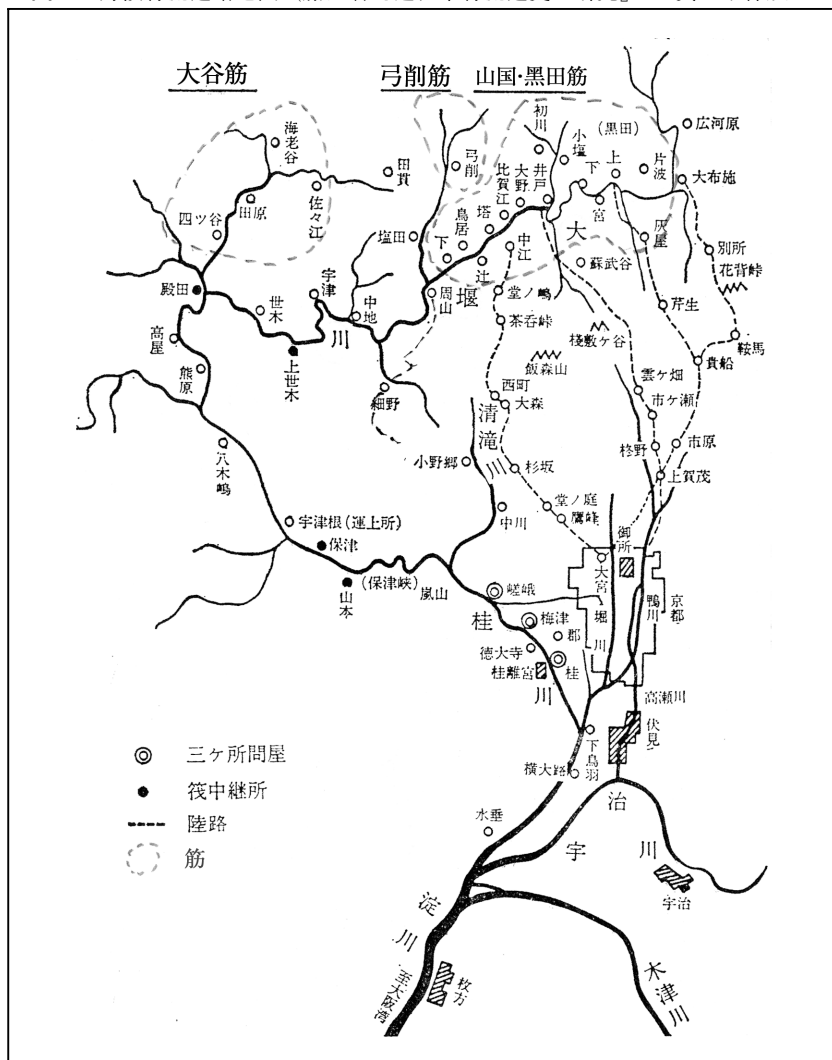 大谷筋
弓削筋
山国・黒田筋
海老谷
田原
四ツ谷
佐々江
田貫
弓削
塩田
周山
初川
小塩
(黒田)
下
上
片波
広河原
大布施
宮
井戸
大野
比賀江
塔
鳥居
下
辻
中江
灰屋
別所
花背峠
蘇武谷
堂ノ嶋
茶呑峠
芹生
鞍馬
貴船
桟敷ヶ谷
飯森山
雲ヶ畑
市ヶ瀬
柊野
市原
上賀茂
西町
大森
杉坂
堂ノ庭
鷹峰
大宮
御所
京都
鴨川
堀川
高瀬川
伏見
殿田
世木
宇津
中地
上世木
高屋
熊原
細野
大堰川
清滝川
小野郷
中川
八木嶋
宇津根(運上所)
保津
山本
(保津峡)
嵐山
嵯峨
梅津
郡
徳大寺
桂離宮
桂
桂川
下鳥羽
横大路
水垂
宇治川
宇治
淀川
木津川
枚方
至大阪湾
三ケ所問屋
筏中継所
陸路
筋